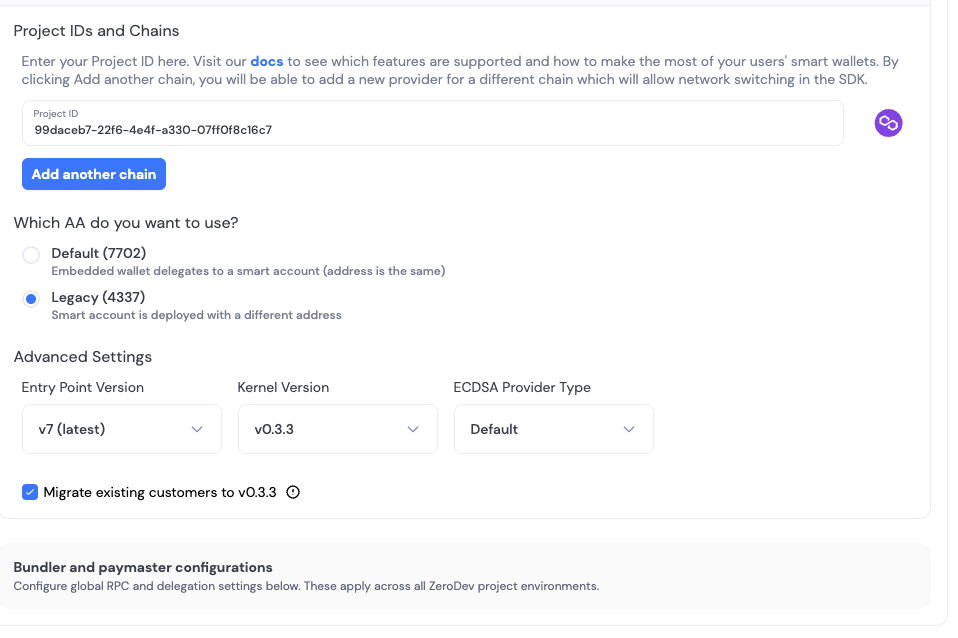 Project IDs and Chains
Enter your Project ID here. Visit our docs to see which features are supported and how to make the most of your users' smart wallets. By
clicking Add another chain, you will be able to add a new provider for a different chain which will allow network switching in the SDK.
Project ID
99daceb7-22f6-4e4f-a330-07ff0f8c16c7
Add another chain
Which AA do you want to use?
Default (7702)
Embedded wallet delegates to a smart account (address is the same)
Legacy (4337)
Smart account is deployed with a different address
Advanced Settings
Entry Point Version
Kernel Version
ECDSA Provider Type
v7 (latest)
v0.3.3
Default
Migrate existing customers to v0.3.3
Bundler and paymaster configurations
Configure global RPC and delegation settings below. These apply across all ZeroDev project environments.